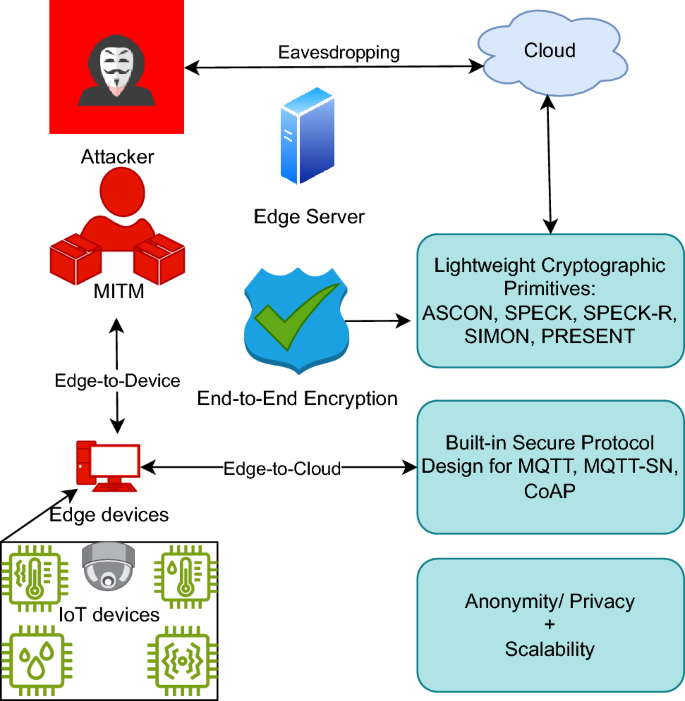 Eavesdropping
Cloud
Attacker
Edge Server
MITM
Lightweight Cryptographic
Primitives:
ASCON, SPECK, SPECK-R,
SIMON, PRESENT
Edge-to-Device
End-to-End Encryption
Built-in Secure Protocol
Design for MQTT, MQTT-SN,
CoAP
Edge-to-Cloud
Edge devices
IoT devices
Anonymity/ Privacy
+
Scalability